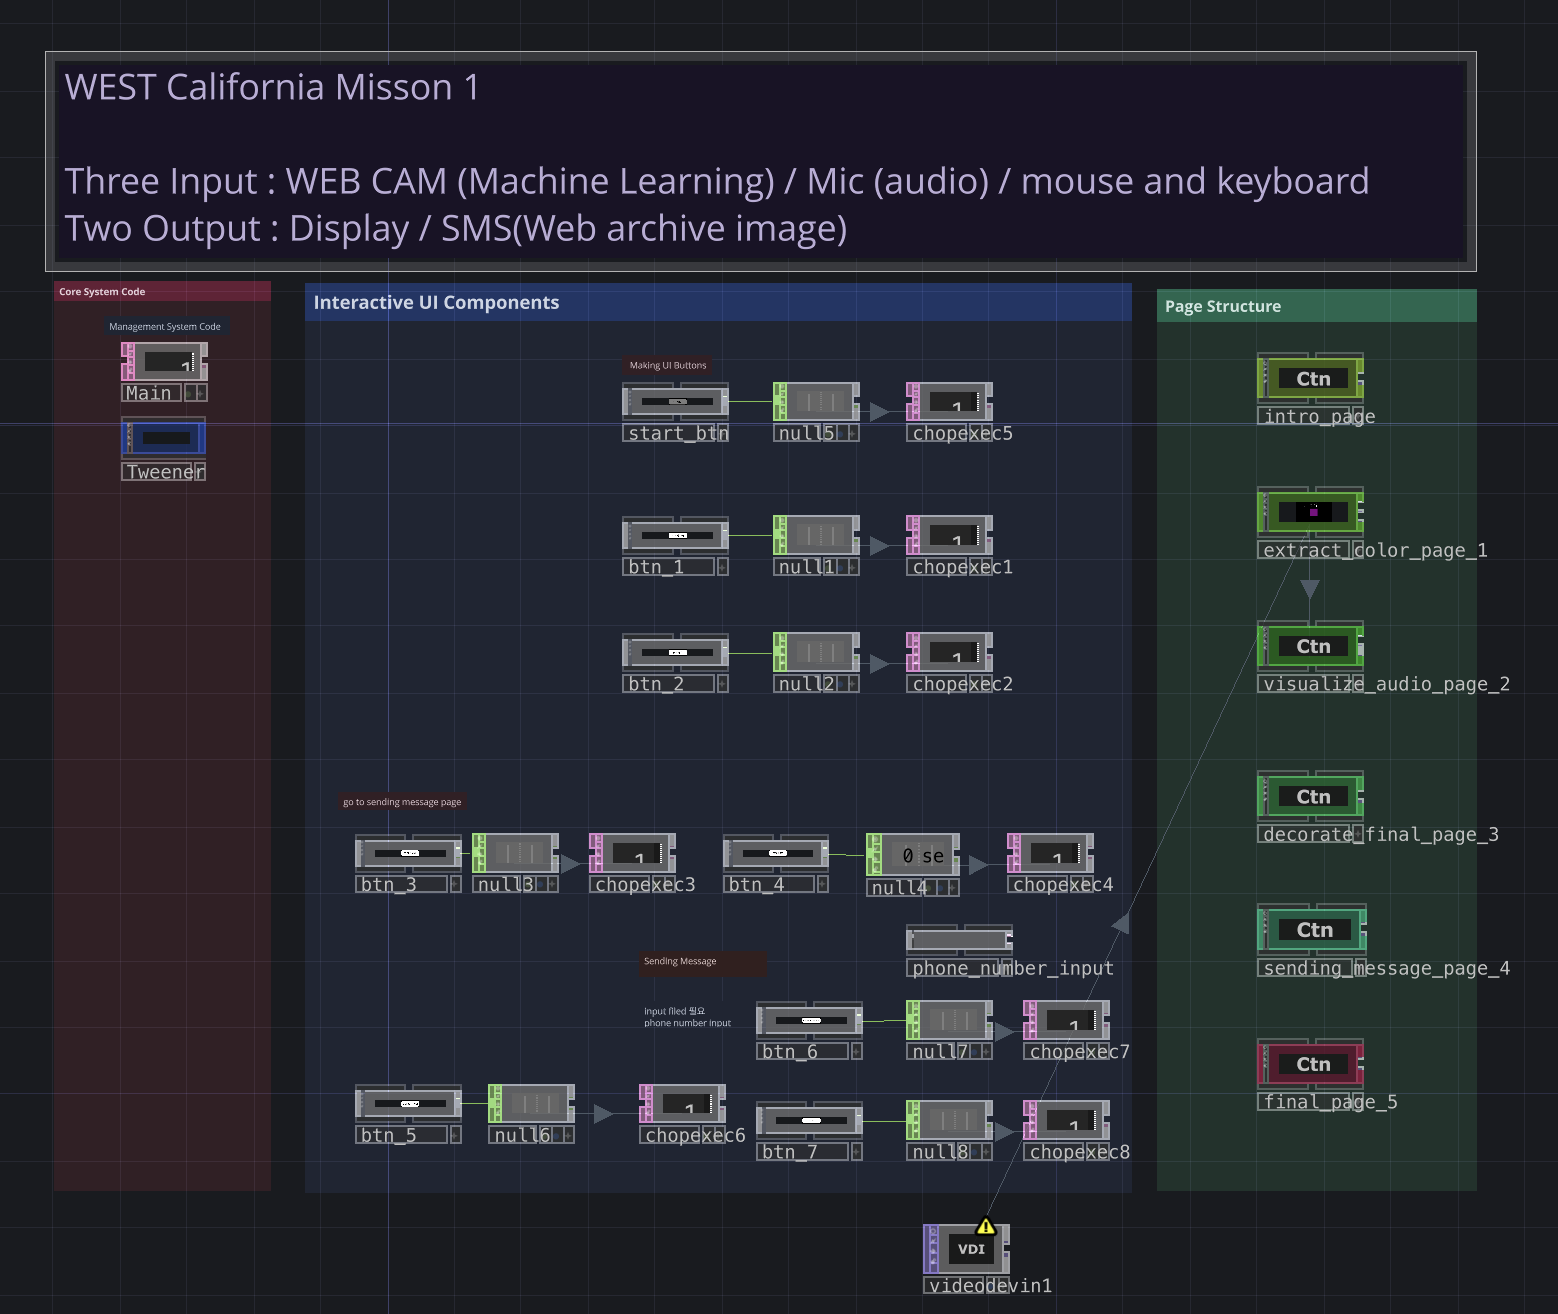 WEST California Misson 1
Three Input : WEB CAM (Machine Learning) / Mic (audio) / mouse and keyboard
Two Output : Display / SMS(Web archive image)
Core System Code
Management System Code
Main
Tweener
Interactive UI Components
Making UI Buttons
start_btn
null5
chopexec5
btn_1
null1
chopexec1
btn_2
null2
chopexec2
go to sending message page
btn_3
null3
chopexec3
btn_4
0 se
null4
chopexec4
phone_number_input
Sending Message
input filed 필요
phone number input
btn_6
null7
chopexec7
btn_5
null6
chopexec6
btn_7
null8
chopexec8
Page Structure
Ctn
intro_page
extract_color_page_1
Ctn
visualize_audio_page_2
Ctn
decorate_final_page_3
Ctn
sending_message_page_4
Ctn
final_page_5
VDI
videodevin1